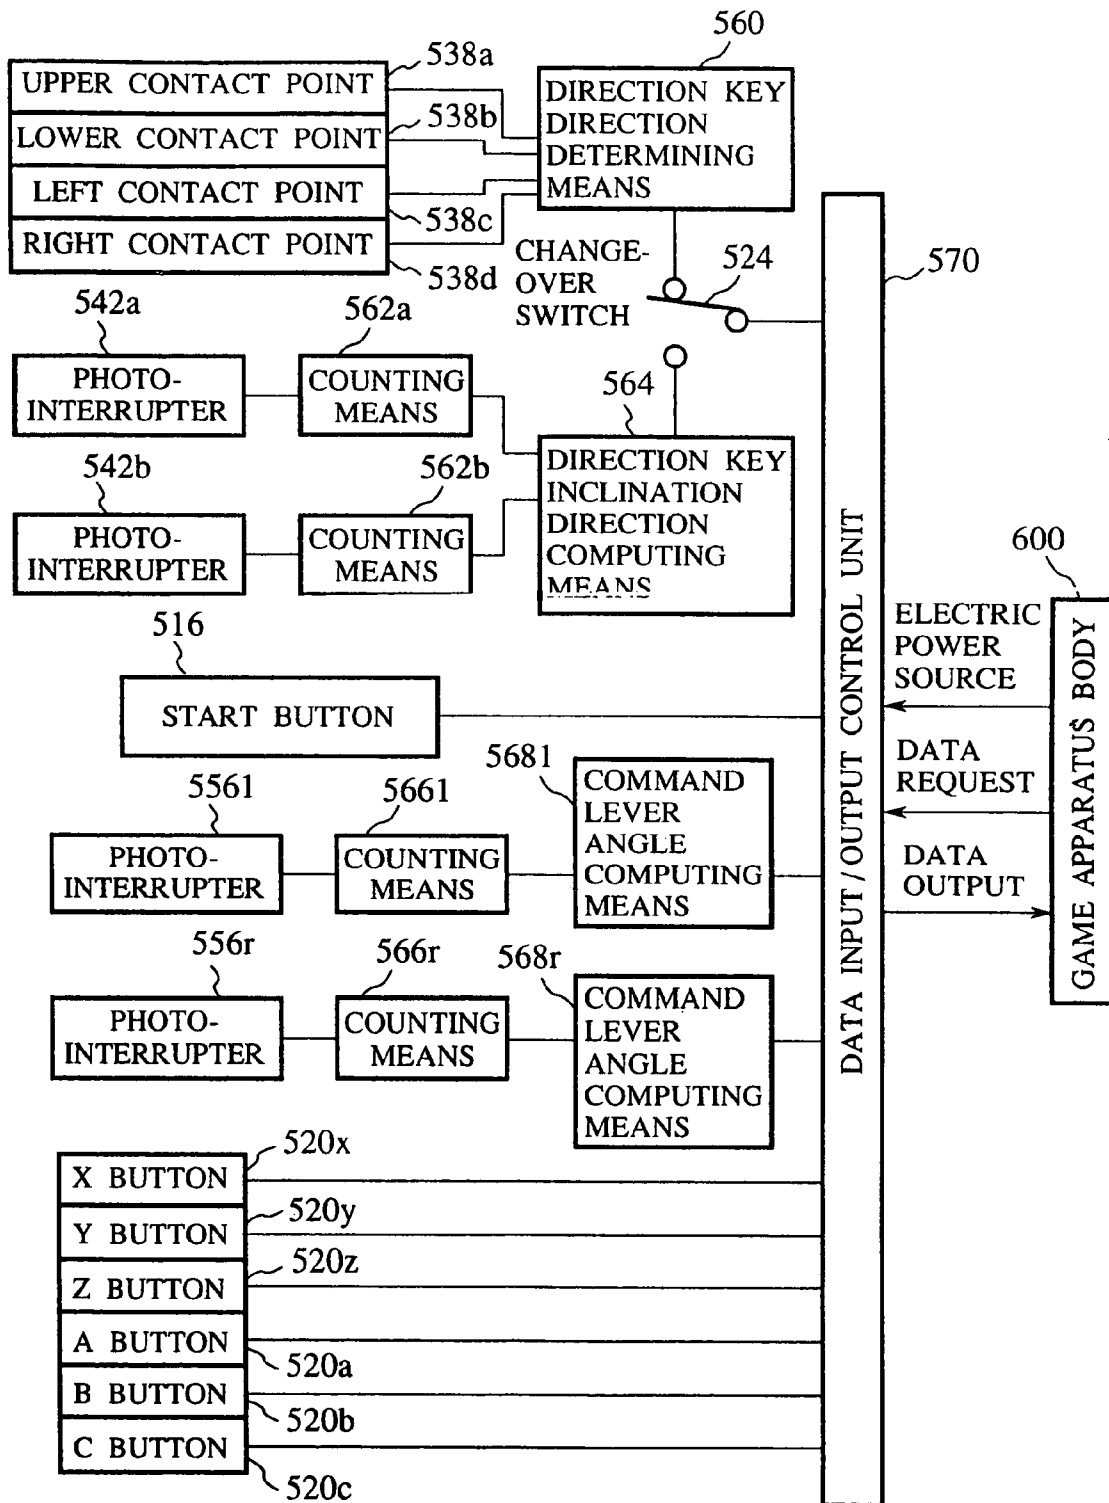 560
538a
UPPER CONTACT POINT
538b
LOWER CONTACT POINT
LEFT CONTACT POINT
538c
RIGHT CONTACT POINT
538d
DIRECTION KEY
DIRECTION
DETERMINING
MEANS
CHANGE-
OVER
SWITCH
524
570
542a
PHOTO-
INTERRUPTER
562a
COUNTING
MEANS
564
542b
PHOTO-
INTERRUPTER
562b
COUNTING
MEANS
DIRECTION KEY
INCLINATION
DIRECTION
COMPUTING
MEANS
516
START BUTTON
5561
PHOTO-
INTERRUPTER
5661
COUNTING
MEANS
5681
COMMAND
LEVER
ANGLE
COMPUTING
MEANS
556r
PHOTO-
INTERRUPTER
566r
COUNTING
MEANS
568r
COMMAND
LEVER
ANGLE
COMPUTING
MEANS
520x
X BUTTON
520y
Y BUTTON
520z
Z BUTTON
A BUTTON
520a
B BUTTON
520b
C BUTTON
520c
DATA INPUT/OUTPUT CONTROL UNIT
ELECTRIC
POWER
SOURCE
DATA
REQUEST
DATA
OUTPUT
600
GAME APPARATUS BODY